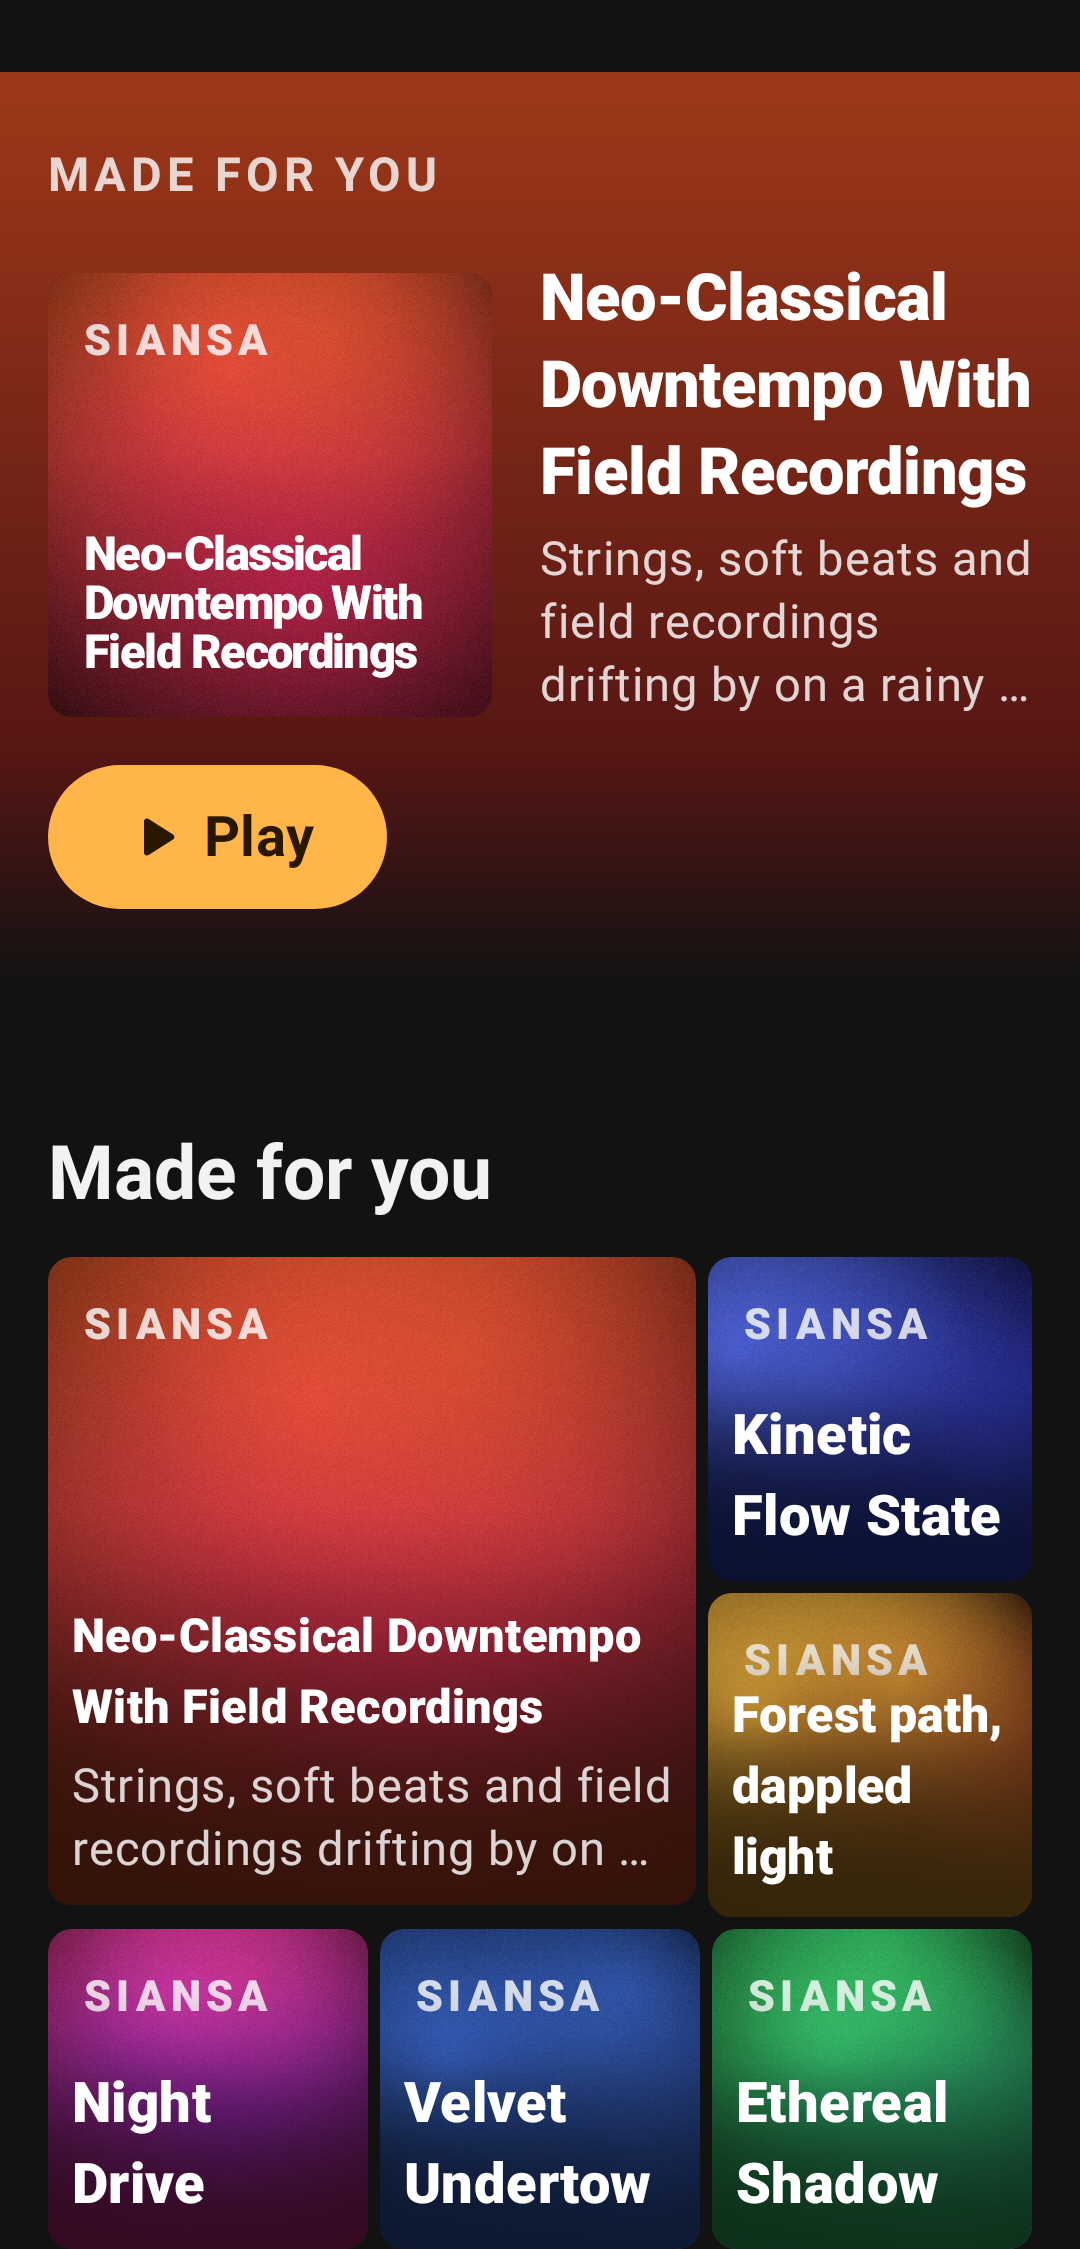 MADE FOR YOU
SIANSA
Neo-Classical
Downtempo With
Field Recordings
Neo-Classical
Downtempo With
Field Recordings
Strings, soft beats and
field recordings
drifting by on a rainy …
Play
Made for you
SIANSA
Neo-Classical Downtempo
With Field Recordings
Strings, soft beats and field
recordings drifting by on …
SIANSA
Kinetic
Flow State
SIANSA
Forest path,
dappled
light
SIANSA
Night
Drive
SIANSA
Velvet
Undertow
SIANSA
Ethereal
Shadow